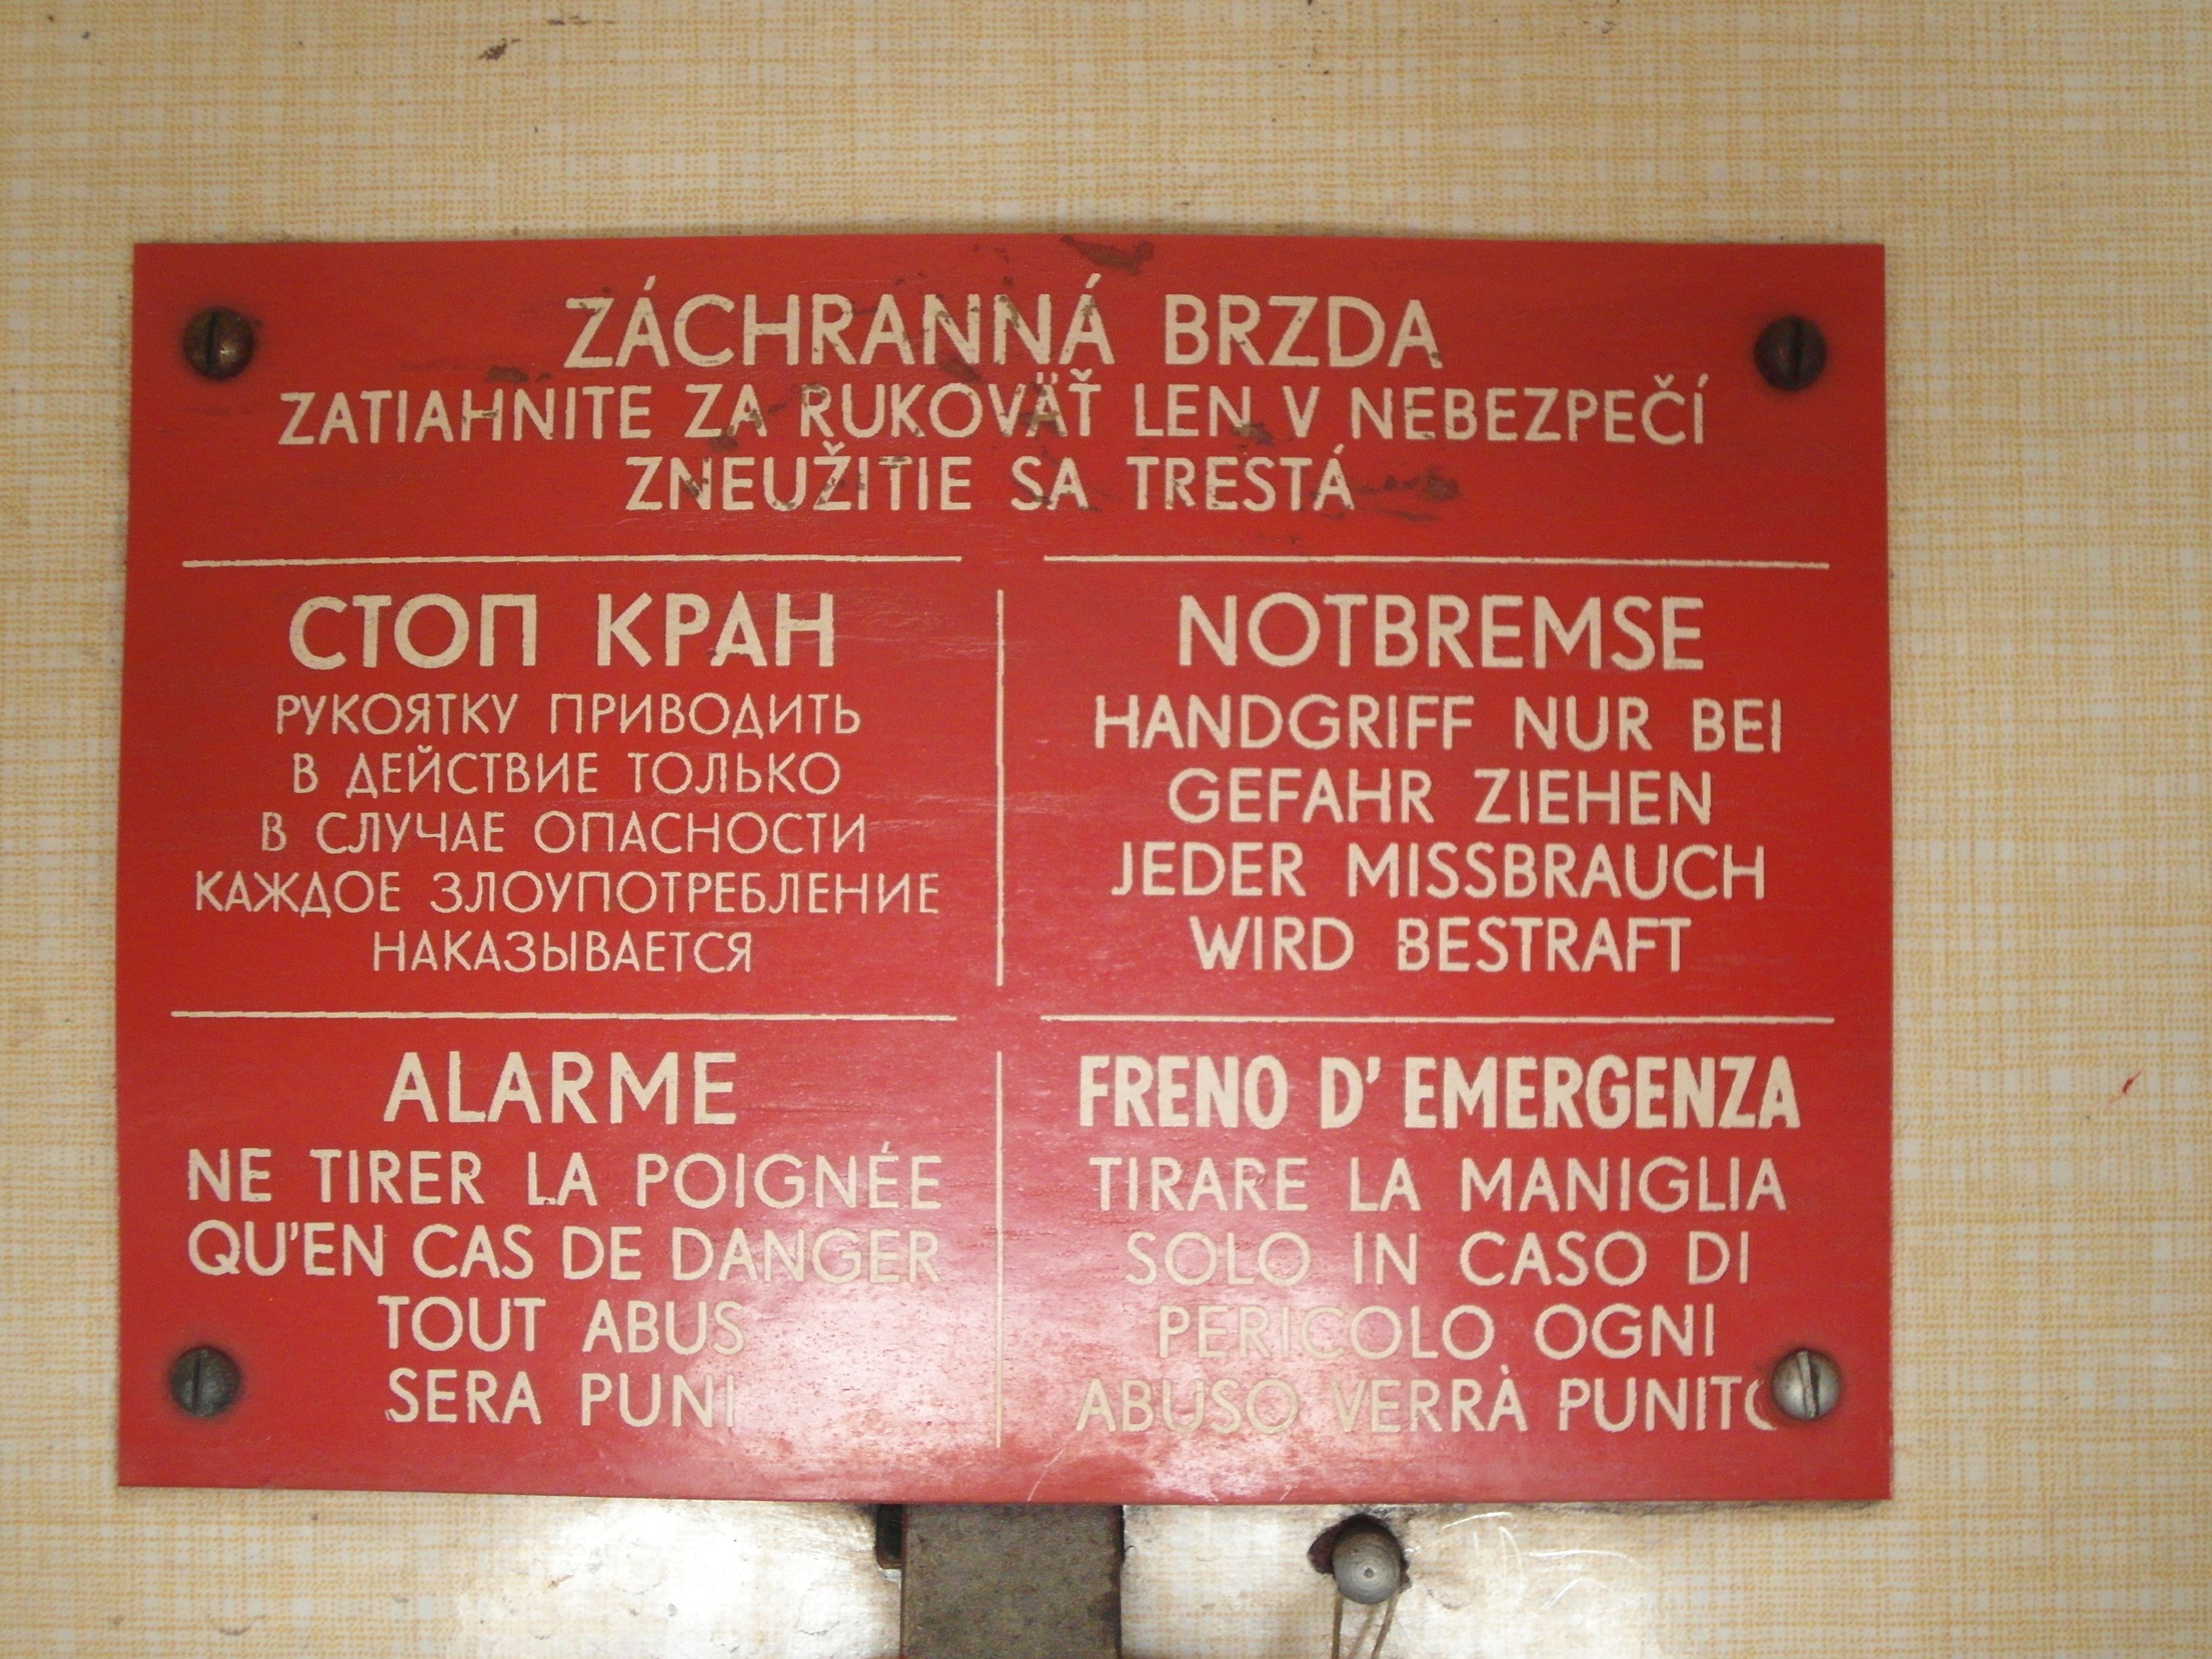 ZÁCHRANNÁ BRZDA
ZATIAHNITE ZA RUKOVÄŤ LEN V NEBEZPEČÍ
ZNEUŽITIE SA TRESTÁ
СТОП КРАН
РУКОЯТКУ ПРИВОДИТЬ
В ДЕЙСТВИЕ ТОЛЬКО
В СЛУЧАЕ ОПАСНОСТИ
КАЖДОЕ ЗЛОУПОТРЕБЛЕНИЕ
НАКАЗЫВАЕТСЯ
NOTBREMSE
HANDGRIFF NUR BEI
GEFAHR ZIEHEN
JEDER MISSBRAUCH
WIRD BESTRAFT
ALARME
NE TIRER LA POIGNÉE
QU'EN CAS DE DANGER
TOUT ABUS
SERA PUNI
FRENO D' EMERGENZA
TIRARE LA MANIGLIA
SOLO IN CASO DI
PERICOLO OGNI
ABUSO VERRÀ PUNITO